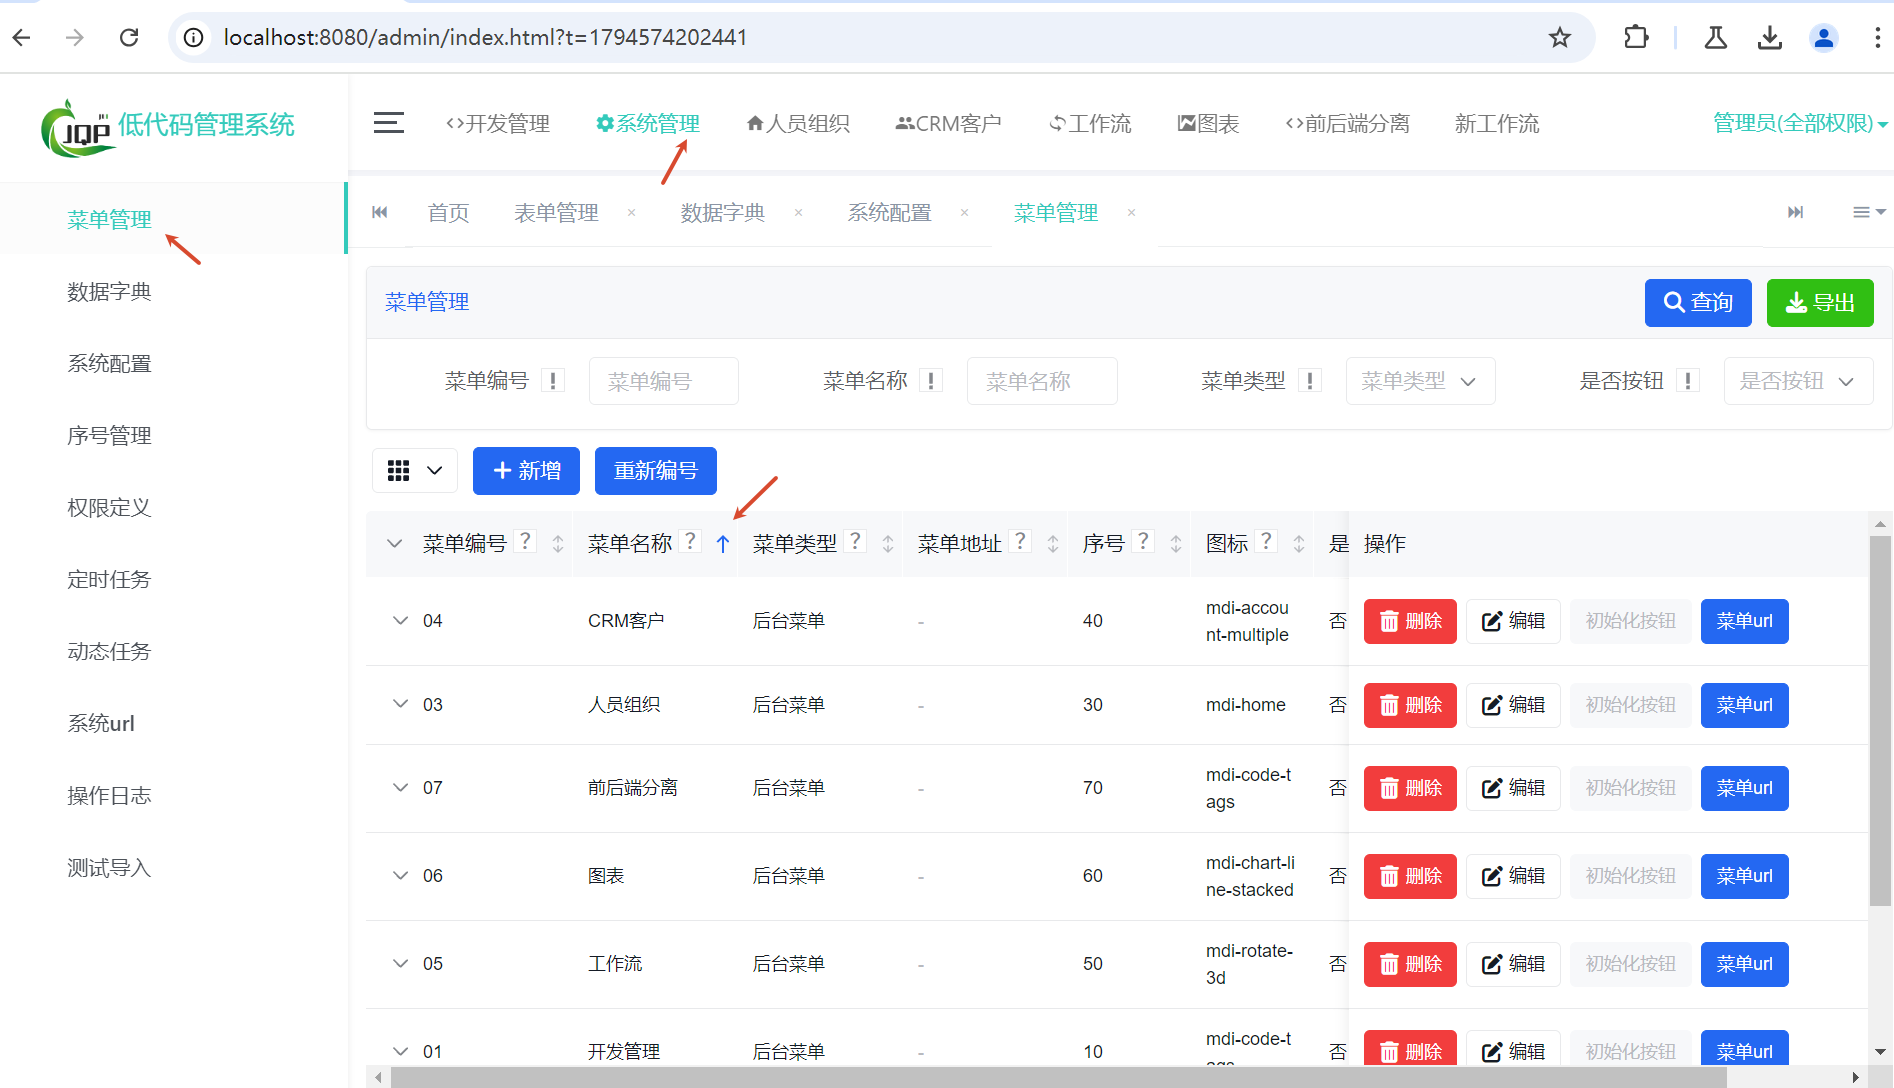 localhost:8080/admin/index.html?t=1794574202441
JQP 低代码管理系统
开发管理 系统管理 人员组织 CRM客户 工作流 图表 前后端分离 新工作流 管理员(全部权限)
菜单管理
数据字典
系统配置
序号管理
权限定义
定时任务
动态任务
系统url
操作日志
测试导入
首页 表单管理 × 数据字典 × 系统配置 × 菜单管理 ×
菜单管理 查询 导出
菜单编号 ! 菜单编号 菜单名称 ! 菜单名称 菜单类型 ! 菜单类型 是否按钮 ! 是否按钮
新增 重新编号
菜单编号 ? 菜单名称 ? 菜单类型 ? 菜单地址 ? 序号 ? 图标 ? 是 操作
04 CRM客户 后台菜单 - 40 mdi-accou
nt-multiple 否 删除 编辑 初始化按钮 菜单url
03 人员组织 后台菜单 - 30 mdi-home 否 删除 编辑 初始化按钮 菜单url
07 前后端分离 后台菜单 - 70 mdi-code-t
ags 否 删除 编辑 初始化按钮 菜单url
06 图表 后台菜单 - 60 mdi-chart-li
ne-stacked 否 删除 编辑 初始化按钮 菜单url
05 工作流 后台菜单 - 50 mdi-rotate-
3d 否 删除 编辑 初始化按钮 菜单url
01 开发管理 后台菜单 - 10 mdi-code-t
ags 否 删除 编辑 初始化按钮 菜单url